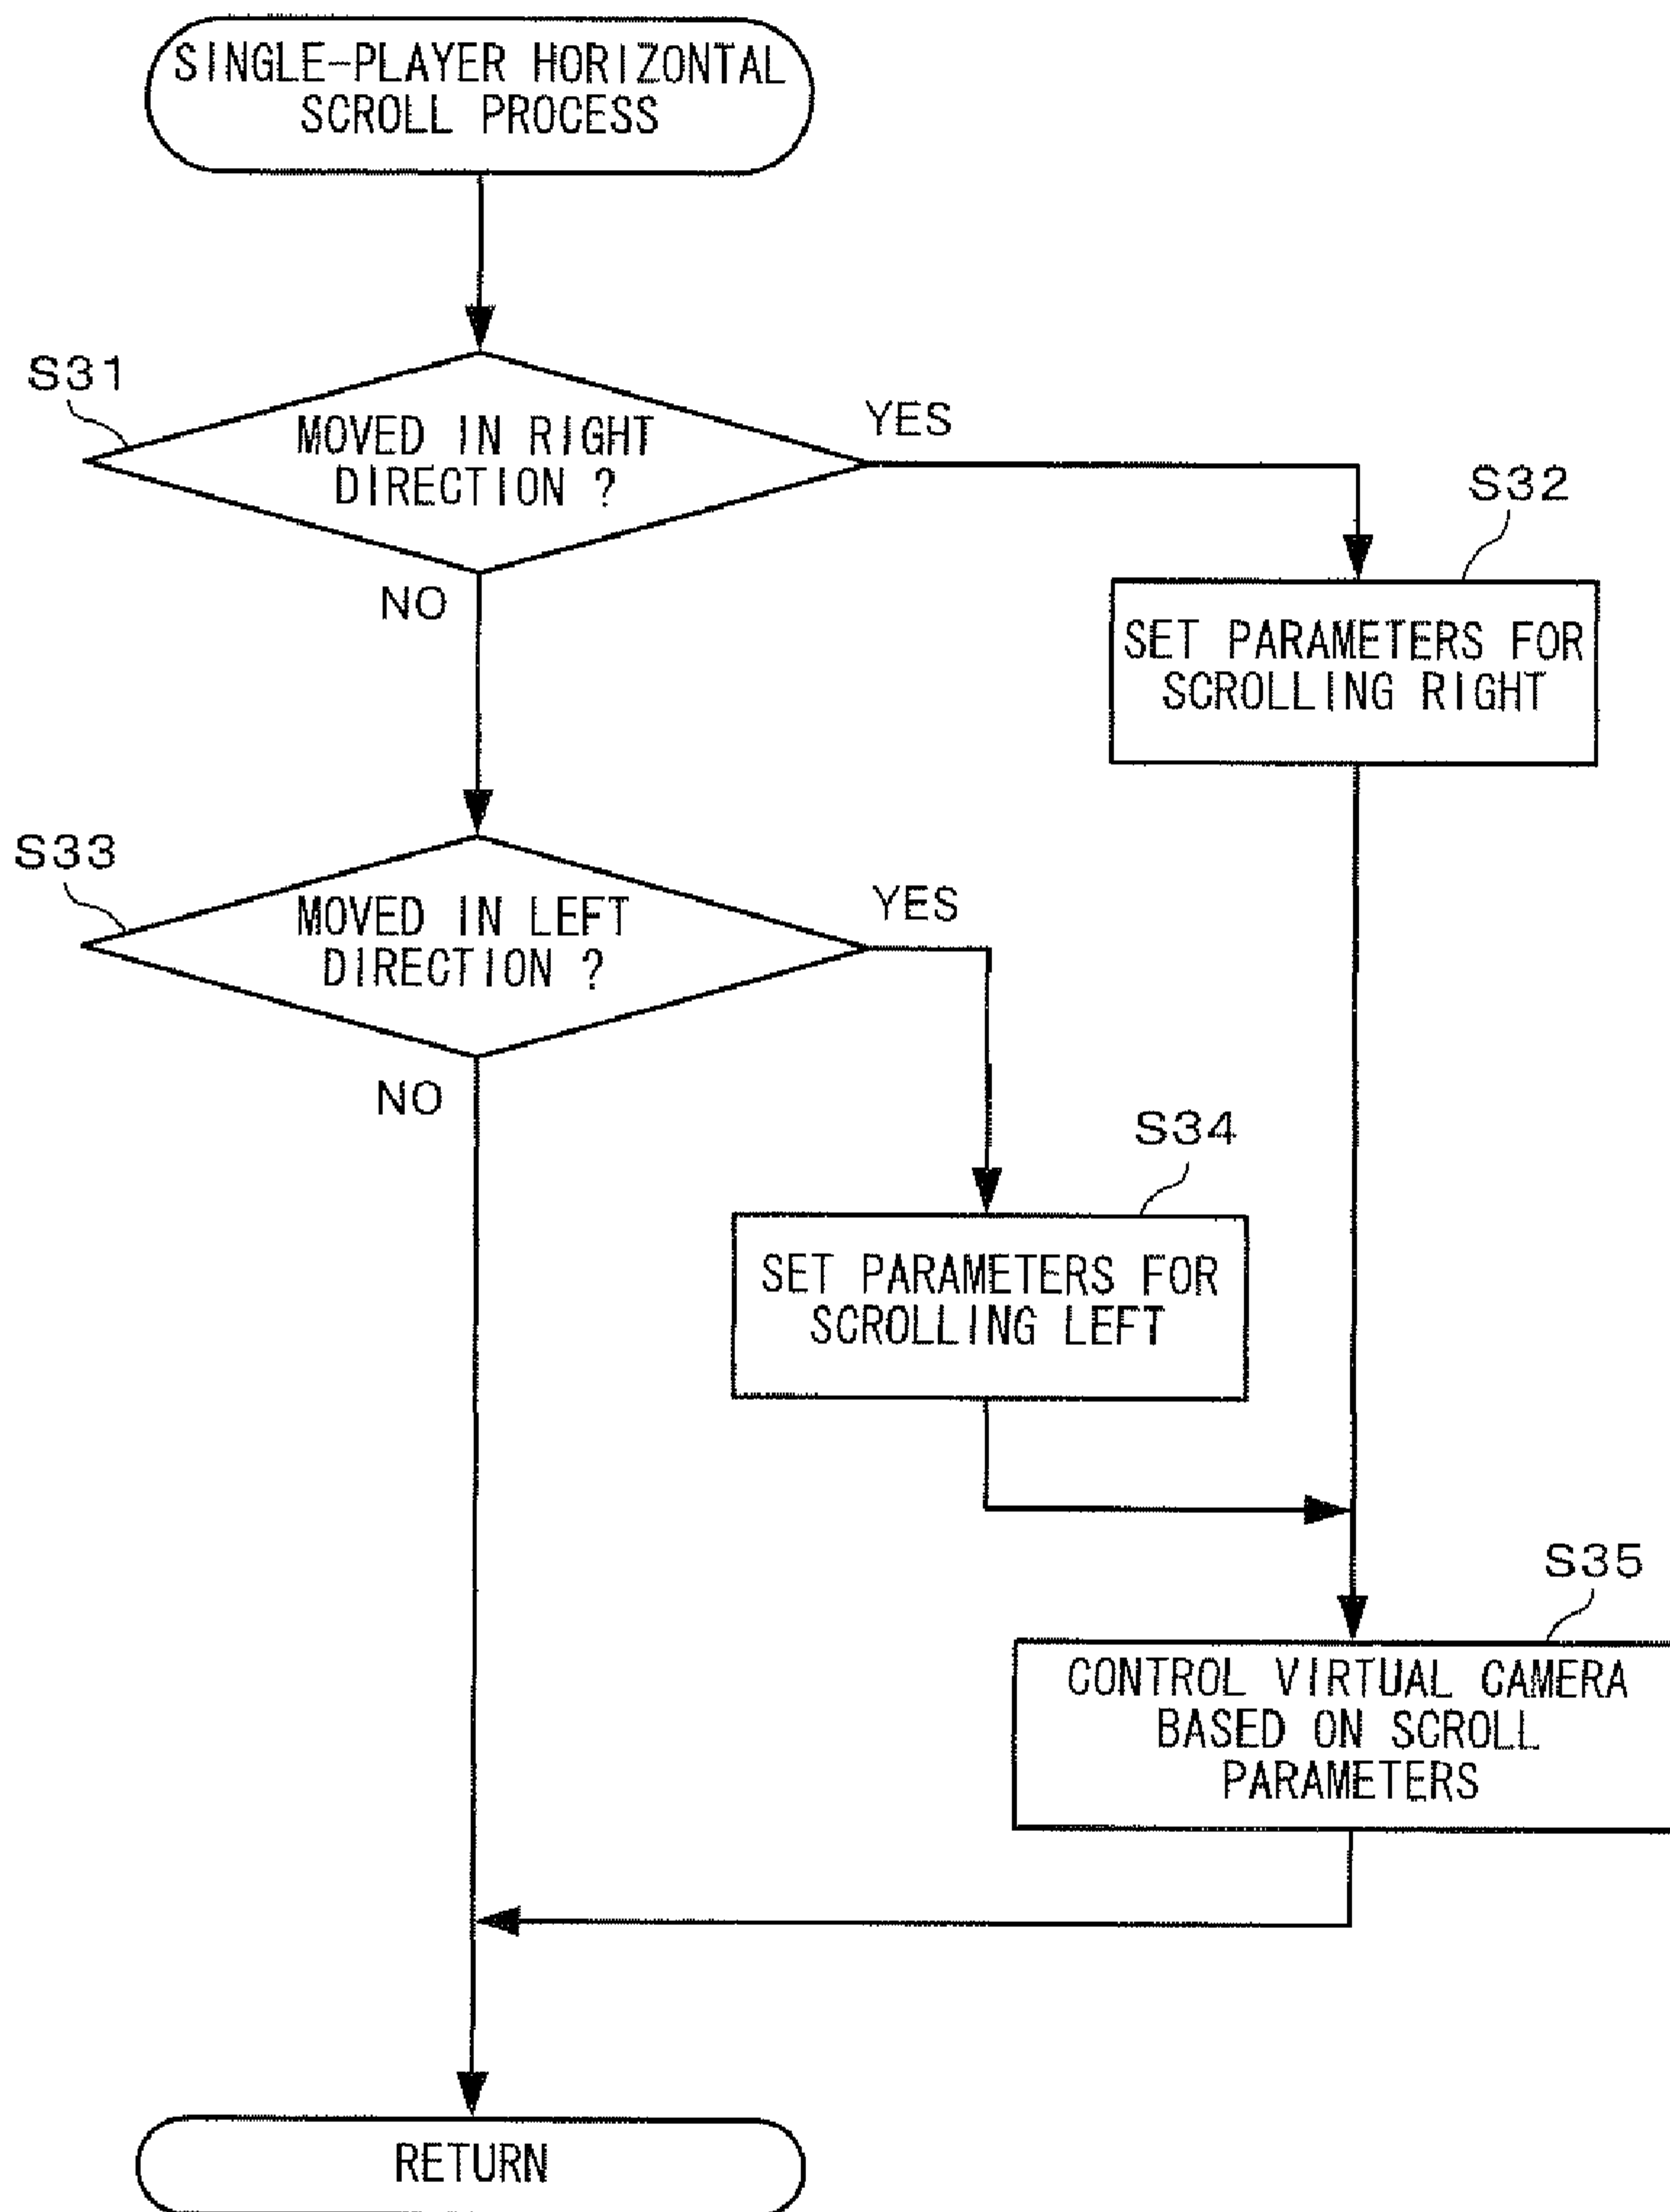 SINGLE-PLAYER HORIZONTAL
SCROLL PROCESS
S31
MOVED IN RIGHT
DIRECTION ?
YES
NO
S32
SET PARAMETERS FOR
SCROLLING RIGHT
S33
MOVED IN LEFT
DIRECTION ?
YES
NO
S34
SET PARAMETERS FOR
SCROLLING LEFT
S35
CONTROL VIRTUAL CAMERA
BASED ON SCROLL
PARAMETERS
RETURN